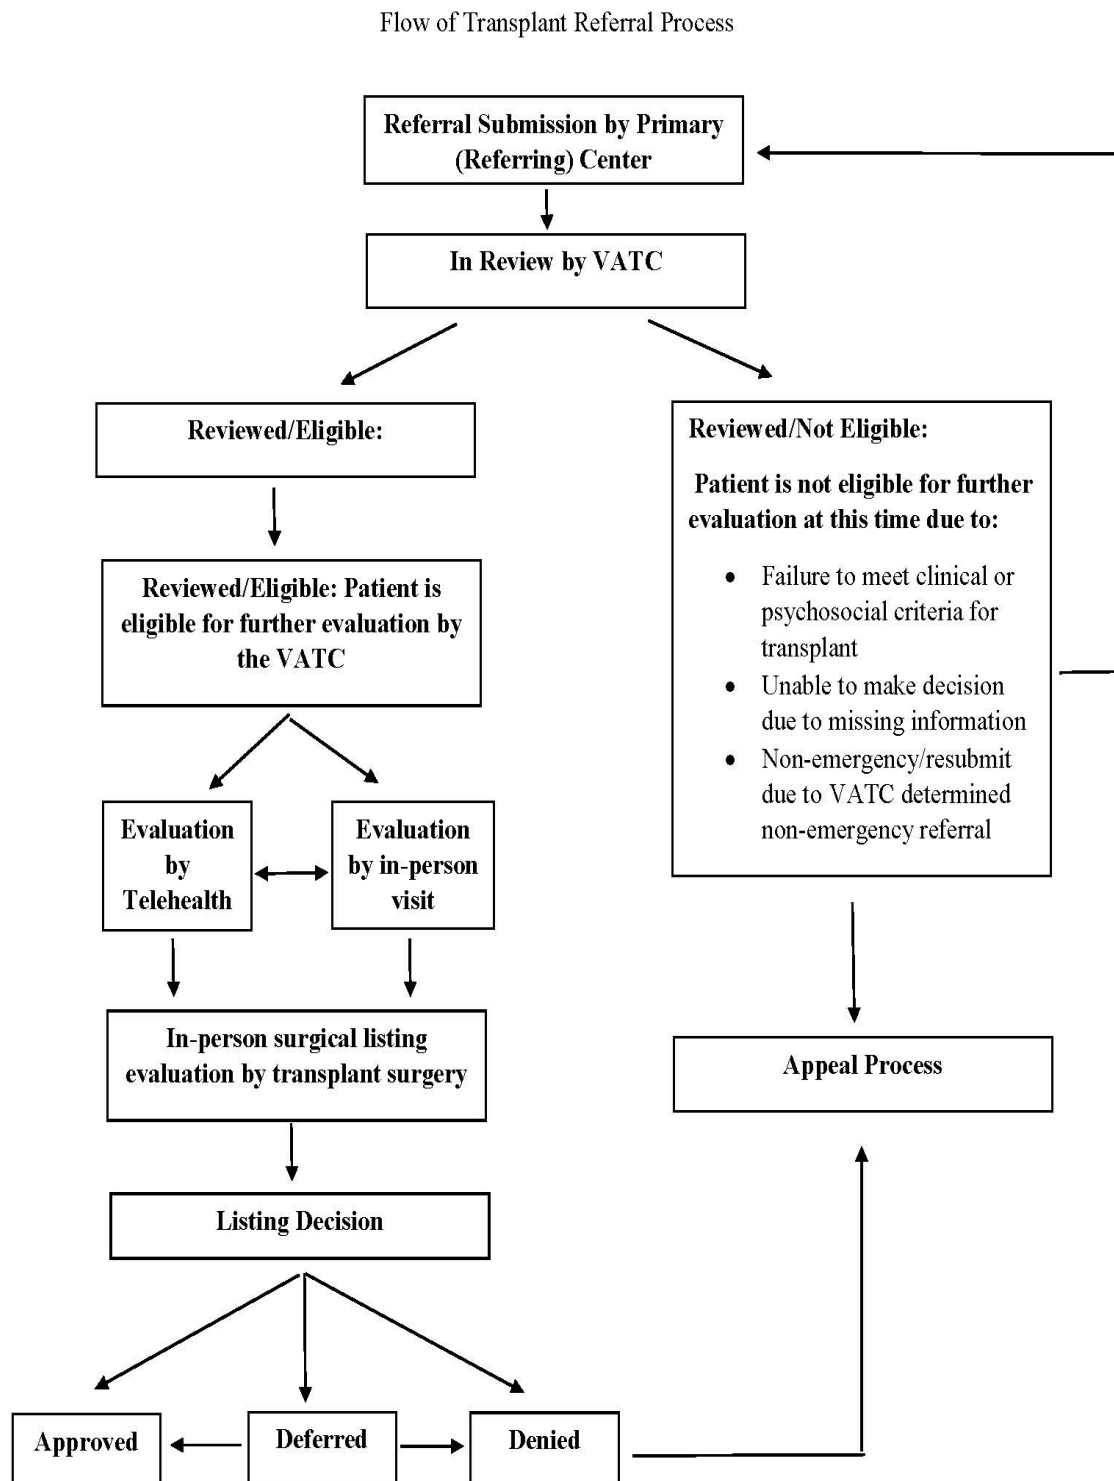 Flow of Transplant Referral Process
Referral Submission by Primary
(Referring) Center
In Review by VATC
Reviewed/Eligible:
Reviewed/Not Eligible:
Patient is not eligible for further
evaluation at this time due to:
• Failure to meet clinical or
psychosocial criteria for
transplant
• Unable to make decision
due to missing information
• Non-emergency/resubmit
due to VATC determined
non-emergency referral
Reviewed/Eligible: Patient is
eligible for further evaluation by
the VATC
Evaluation
by
Telehealth
Evaluation
by in-person
visit
In-person surgical listing
evaluation by transplant surgery
Appeal Process
Listing Decision
Approved
Deferred
Denied